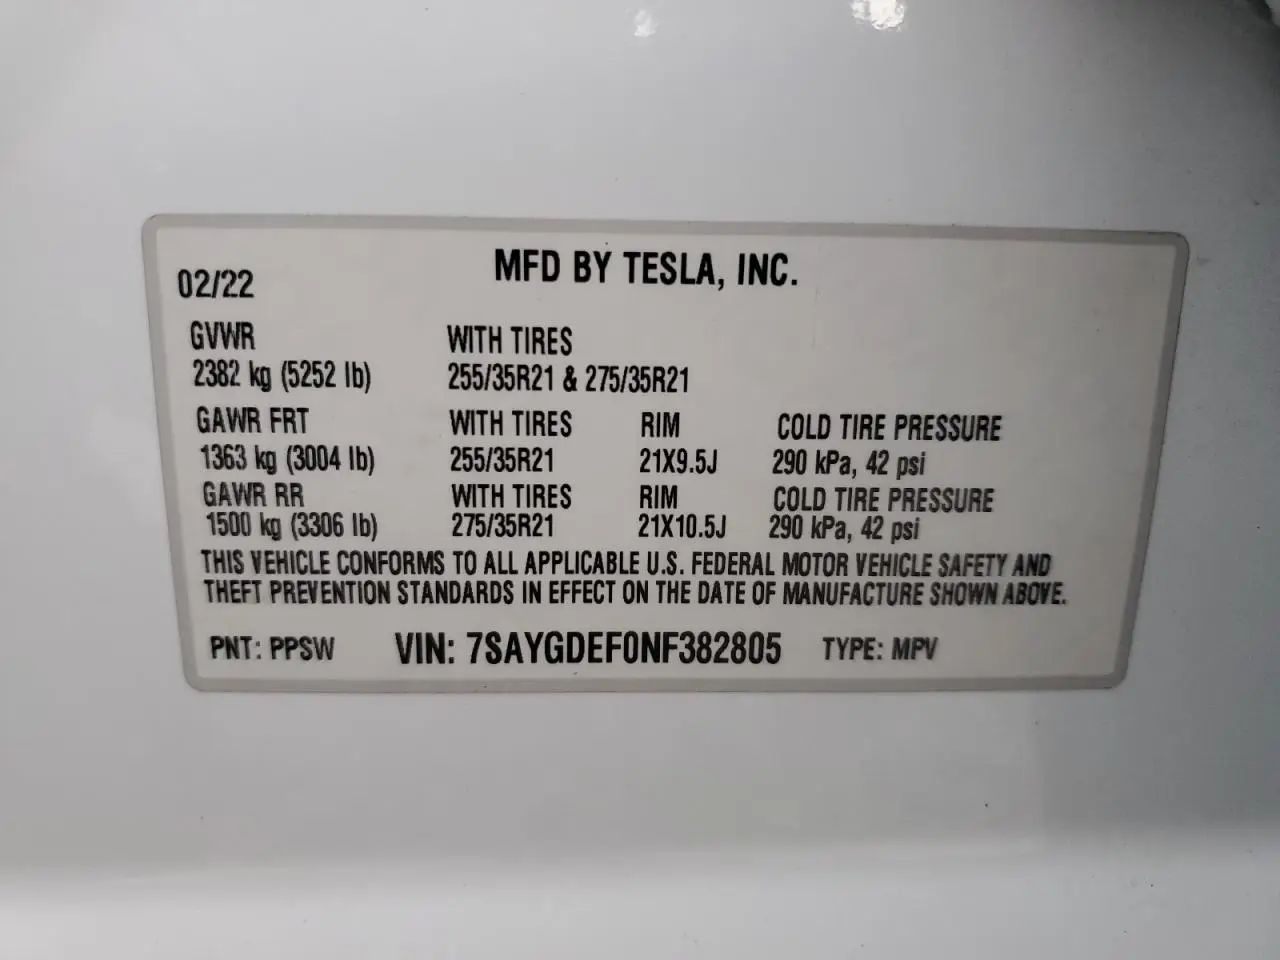 MFD BY TESLA, INC.
02/22
GVWR WITH TIRES
2382 kg (5252 lb) 255/35R21 & 275/35R21
GAWR FRT WITH TIRES RIM COLD TIRE PRESSURE
1363 kg (3004 lb) 255/35R21 21X9.5J 290 kPa, 42 psi
GAWR RR WITH TIRES RIM COLD TIRE PRESSURE
1500 kg (3306 lb) 275/35R21 21X10.5J 290 kPa, 42 psi
THIS VEHICLE CONFORMS TO ALL APPLICABLE U.S. FEDERAL MOTOR VEHICLE SAFETY AND
THEFT PREVENTION STANDARDS IN EFFECT ON THE DATE OF MANUFACTURE SHOWN ABOVE.
PNT: PPSW VIN: 7SAYGDEF0NF382805 TYPE: MPV